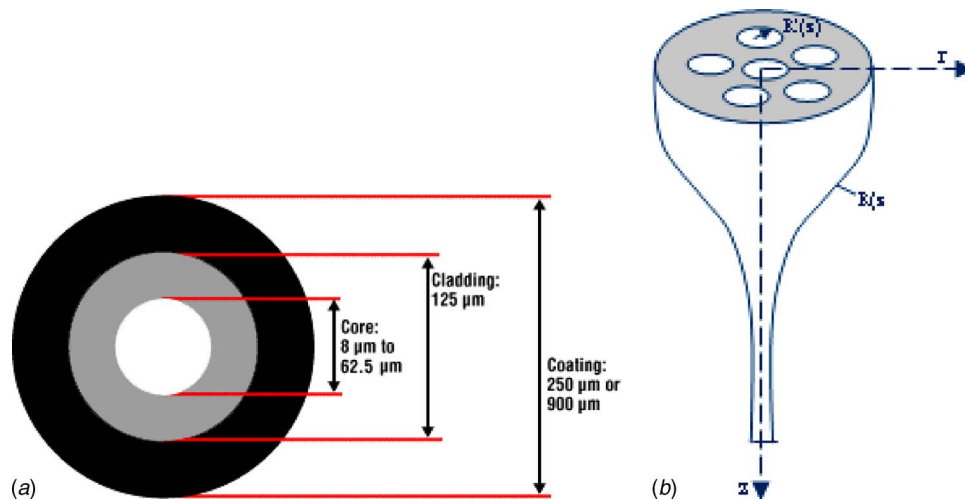 Cladding:
125 µm
Core:
8 µm to
62.5 µm
Coating:
250 µm or
900 µm
(a)
R'(z)
r
R(z
z
(b)